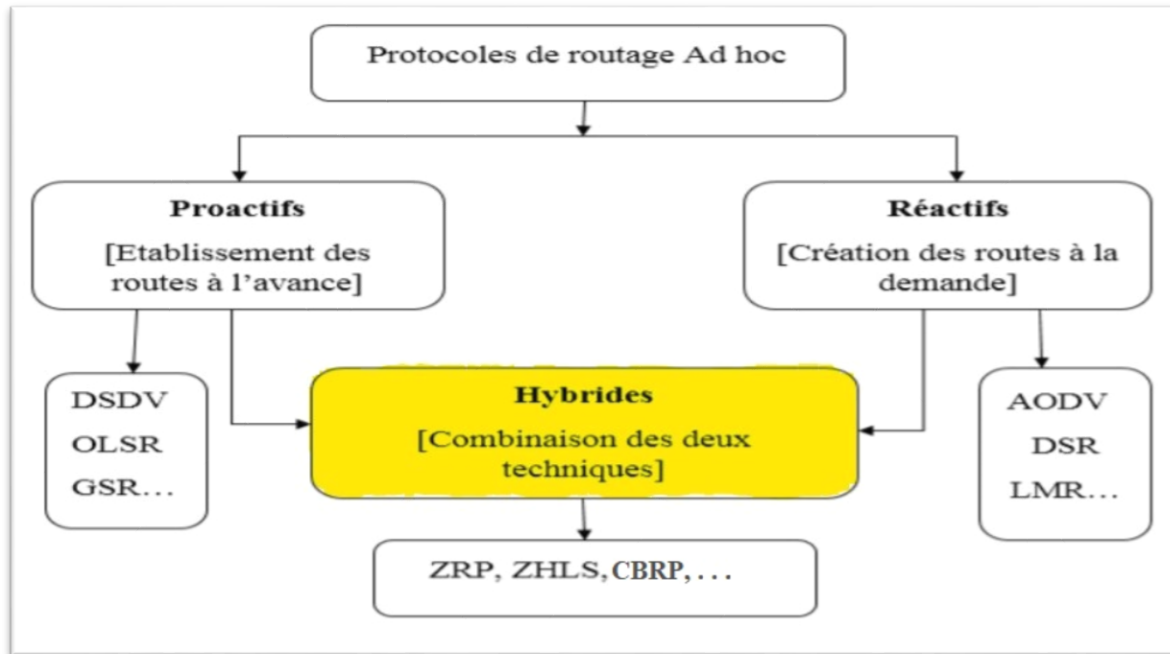 Protocoles de routage Ad hoc
Proactifs
[Etablissement des
routes à l’avance]
Réactifs
[Création des routes à la
demande]
DSDV
OLSR
GSR…
Hybrides
[Combinaison des deux
techniques]
AODV
DSR
LMR…
ZRP, ZHLS, CBRP, . . .